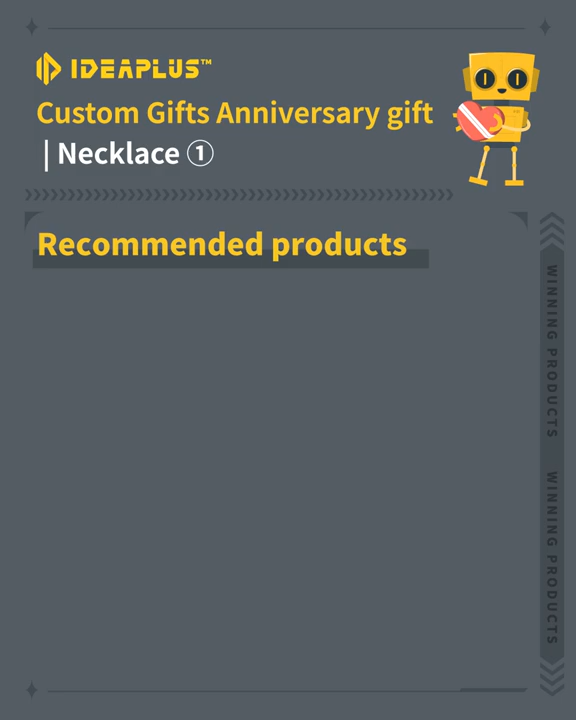 IDEAPLUS™
Custom Gifts Anniversary gift
| Necklace ①
Recommended products
WINNING PRODUCTS
WINNING PRODUCTS